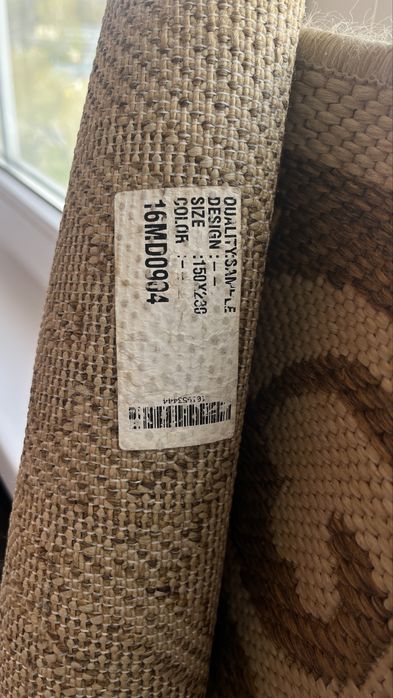 QUALITY:SAMPLE
DESIGN :- -
SIZE :150X230
COLOR :- -
16MD0904